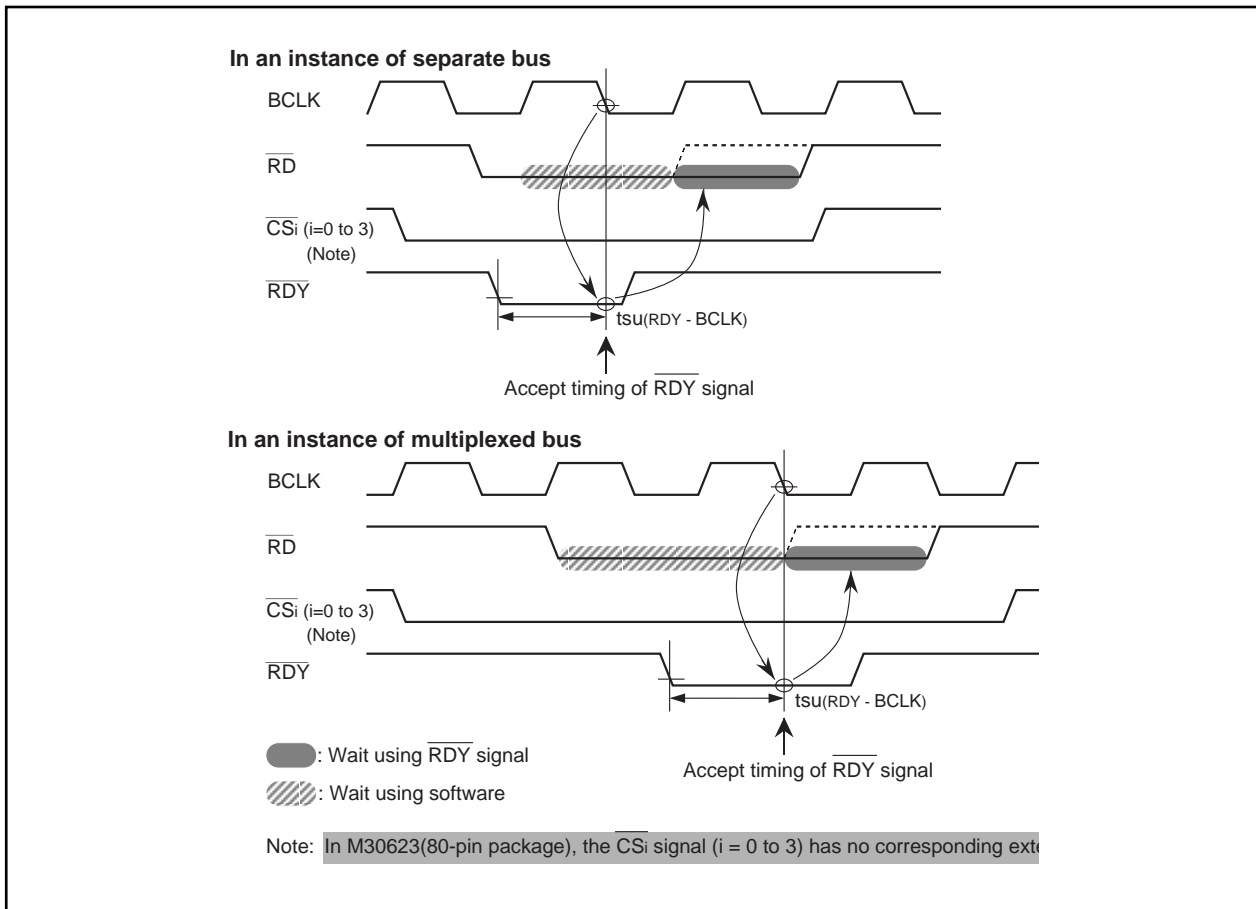 In an instance of separate bus
BCLK
RD
CSi (i=0 to 3)
(Note)
RDY
tsu(RDY - BCLK)
Accept timing of RDY signal
In an instance of multiplexed bus
BCLK
RD
CSi (i=0 to 3)
(Note)
RDY
tsu(RDY - BCLK)
Accept timing of RDY signal
: Wait using RDY signal
: Wait using software
Note: In M30623(80-pin package), the CSi signal (i = 0 to 3) has no corresponding